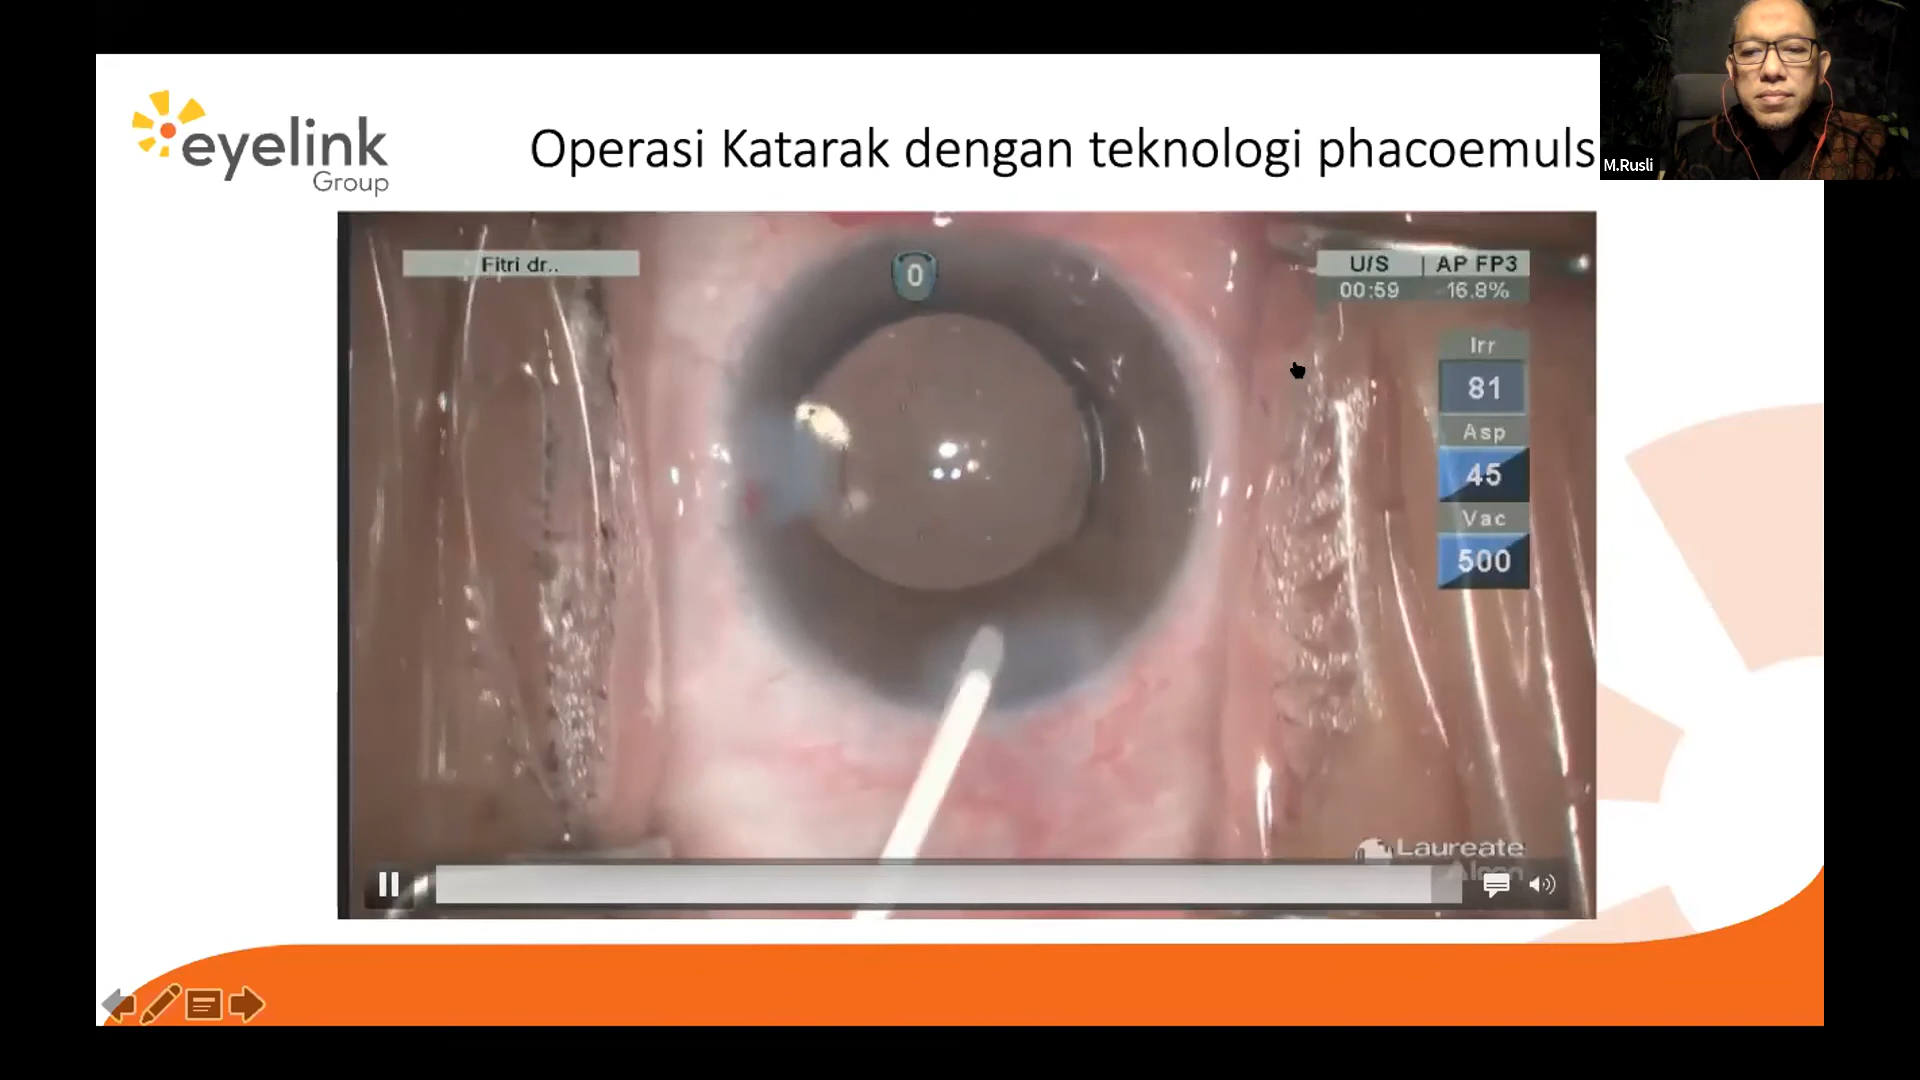 eyelink
Group
Operasi Katarak dengan teknologi phacoemuls
M.Rusli
Fitri dr..
0
U/S | AP FP3
00:59 16.8%
Irr
81
Asp
45
Vac
500
Laureate
Alcon